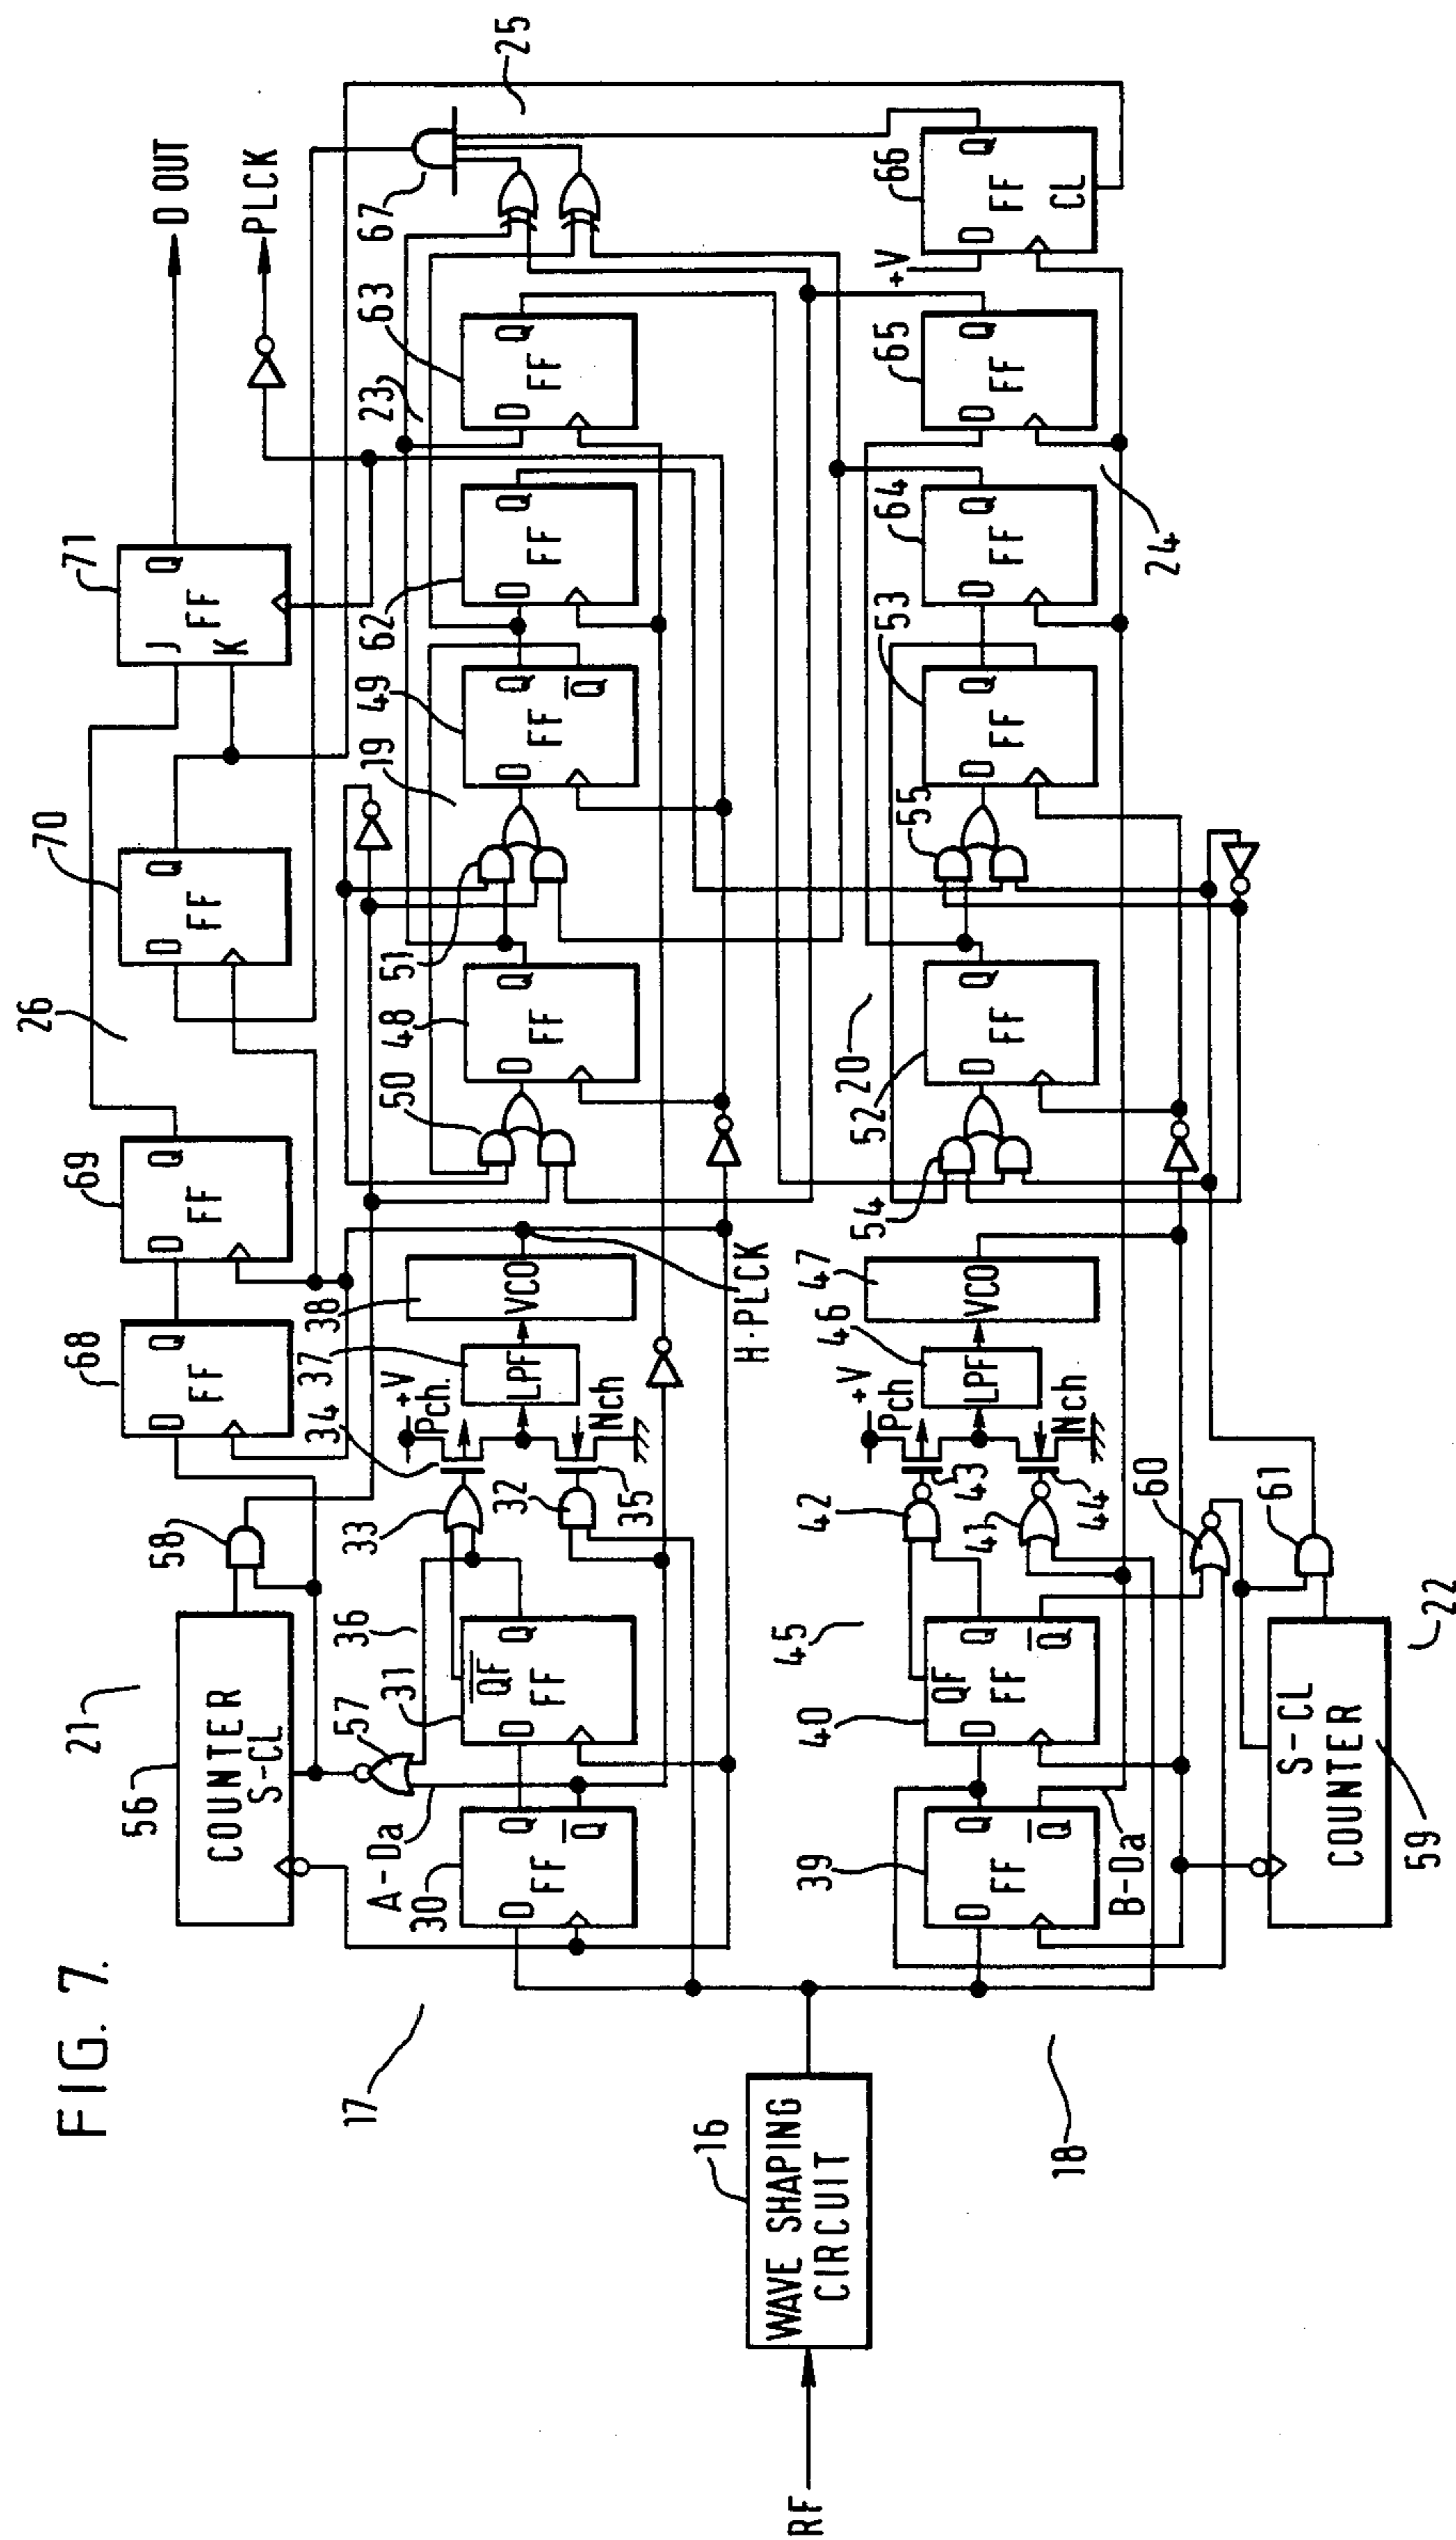 FIG. 7.
21
56
COUNTER
S-CL
58
68
D
Q
FF
69
D
Q
FF
26
70
D
Q
FF
71
J
Q
FF
K
D OUT
PLCK
17
A-Da
57
36
30
D
Q
FF
Q
31
QF
D
Q
FF
33
32
34
+V
Pch.
Nch
35
37
LPF
38
VCO
H·PLCK
50
48
D
Q
FF
51
19
49
D
Q
FF
Q
62
D
Q
FF
23
63
D
Q
FF
67
25
RF
16
WAVE SHAPING
CIRCUIT
18
39
D
Q
FF
Q
B-Da
45
40
QF
D
Q
FF
Q
42
41
+V
Pch
43
Nch
44
46
LPF
47
VCO
54
52
20
D
Q
FF
55
53
D
Q
FF
64
D
Q
FF
24
65
D
Q
FF
+V
66
D
Q
FF
CL
60
61
S-CL
COUNTER
59
22